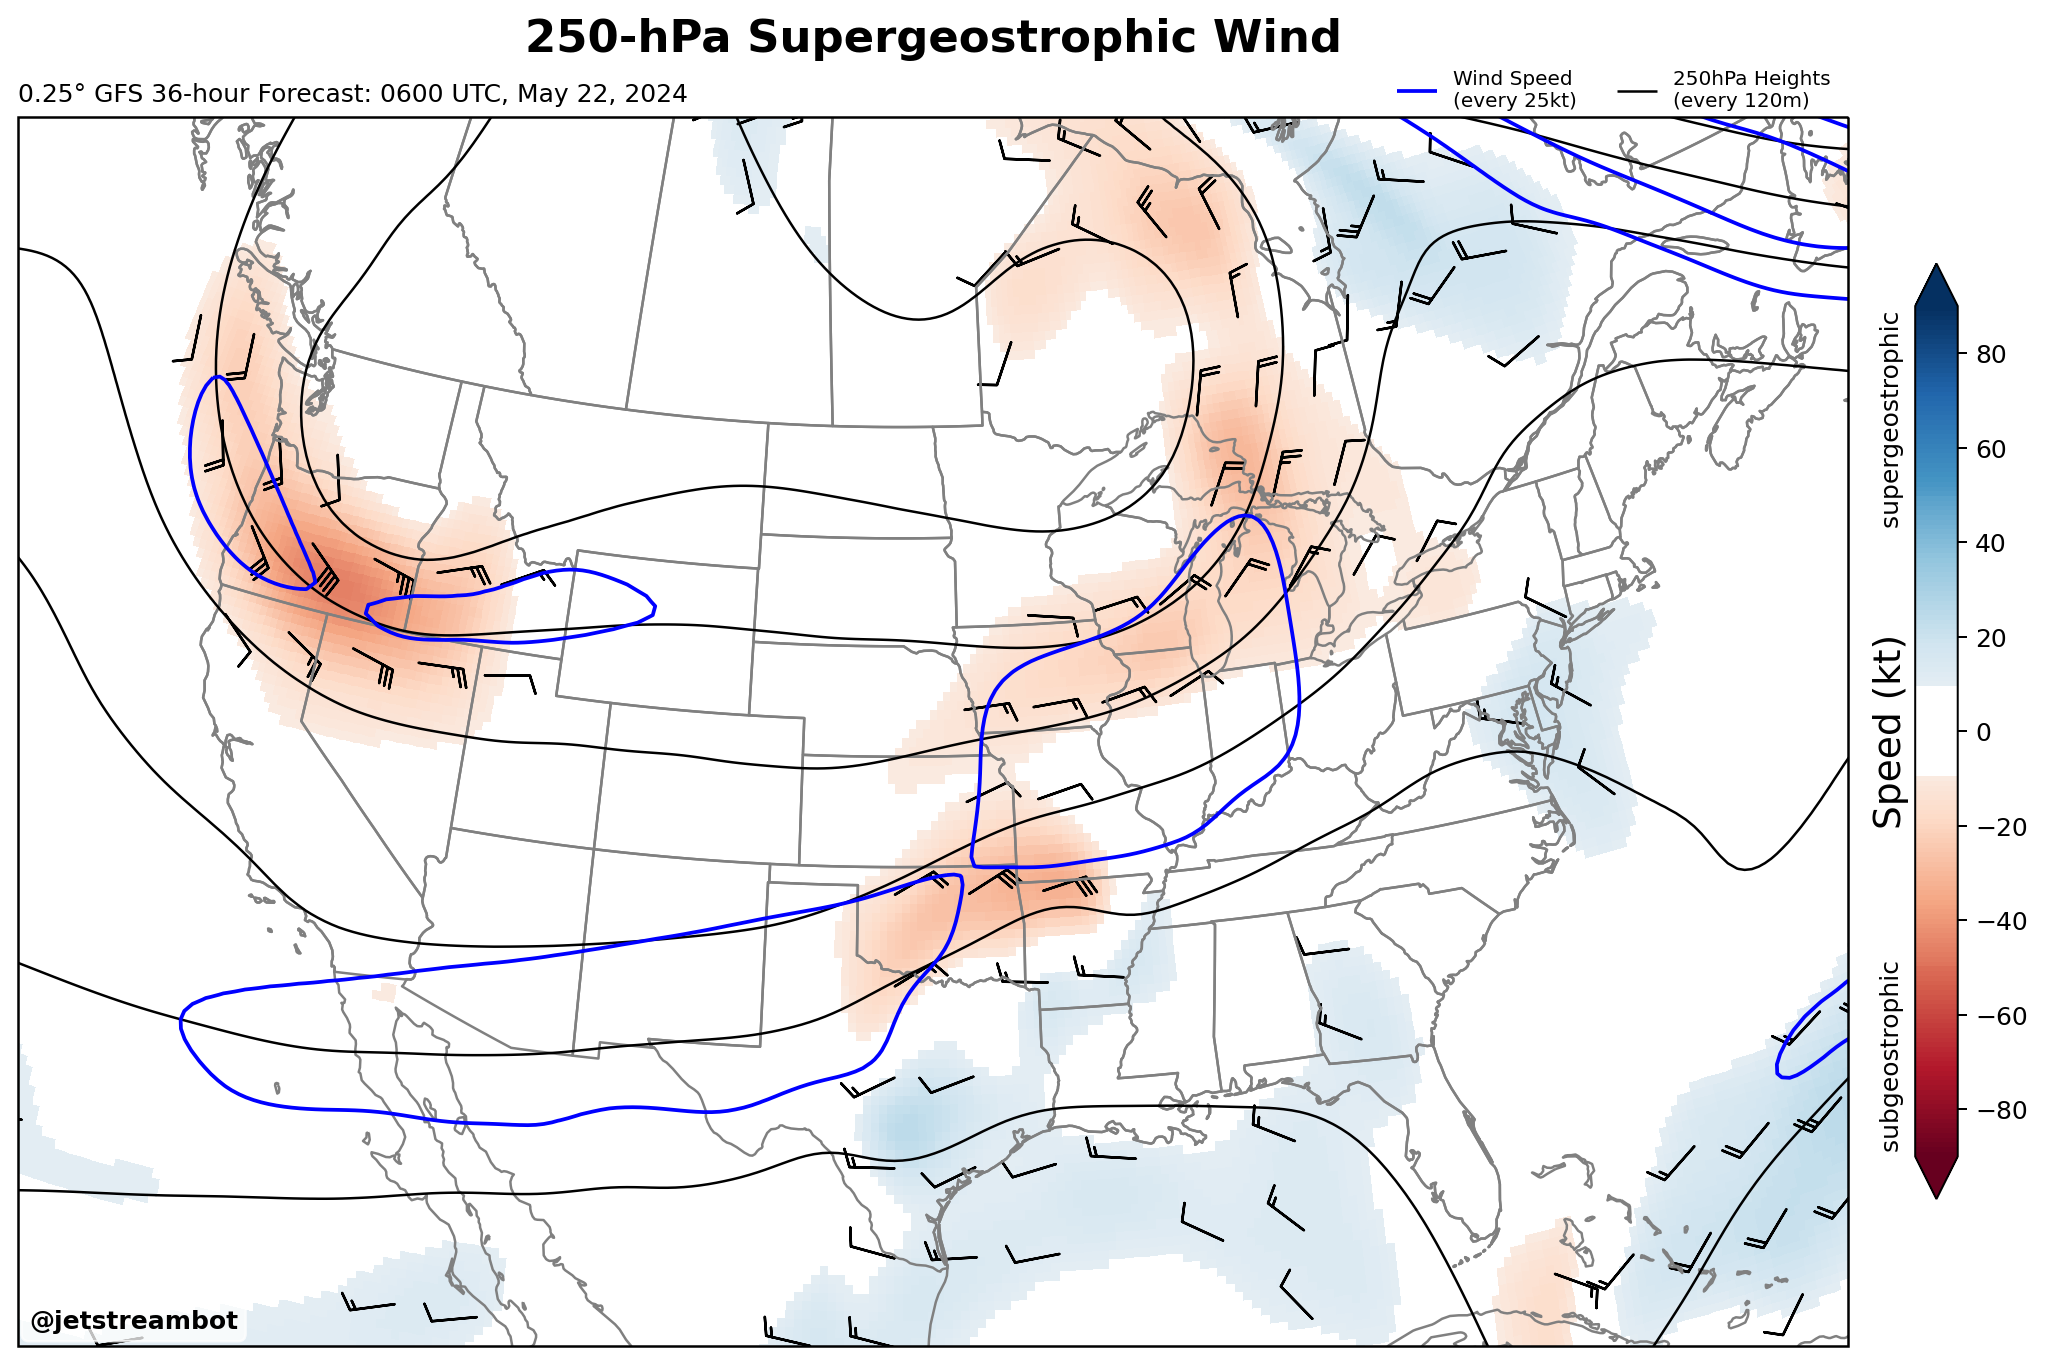 250-hPa Supergeostrophic Wind
0.25° GFS 36-hour Forecast: 0600 UTC, May 22, 2024
Wind Speed
(every 25kt)
250hPa Heights
(every 120m)
supergeostrophic
Speed (kt)
subgeostrophic
80
60
40
20
0
−20
−40
−60
−80
@jetstreambot